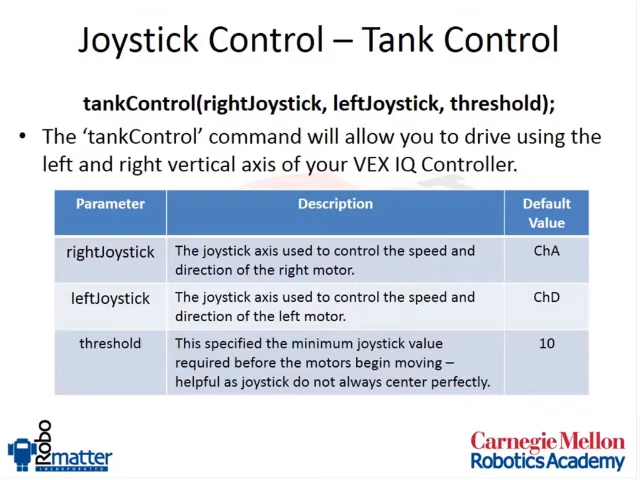 Joystick Control – Tank Control
tankControl(rightJoystick, leftJoystick, threshold);
• The ‘tankControl’ command will allow you to drive using the
left and right vertical axis of your VEX IQ Controller.
Parameter Description Default
Value
rightJoystick The joystick axis used to control the speed and ChA
direction of the right motor.
leftJoystick The joystick axis used to control the speed and ChD
direction of the left motor.
threshold This specified the minimum joystick value 10
required before the motors begin moving –
helpful as joystick do not always center perfectly.
Robo
matter
INCORPORATED
Carnegie Mellon
Robotics Academy